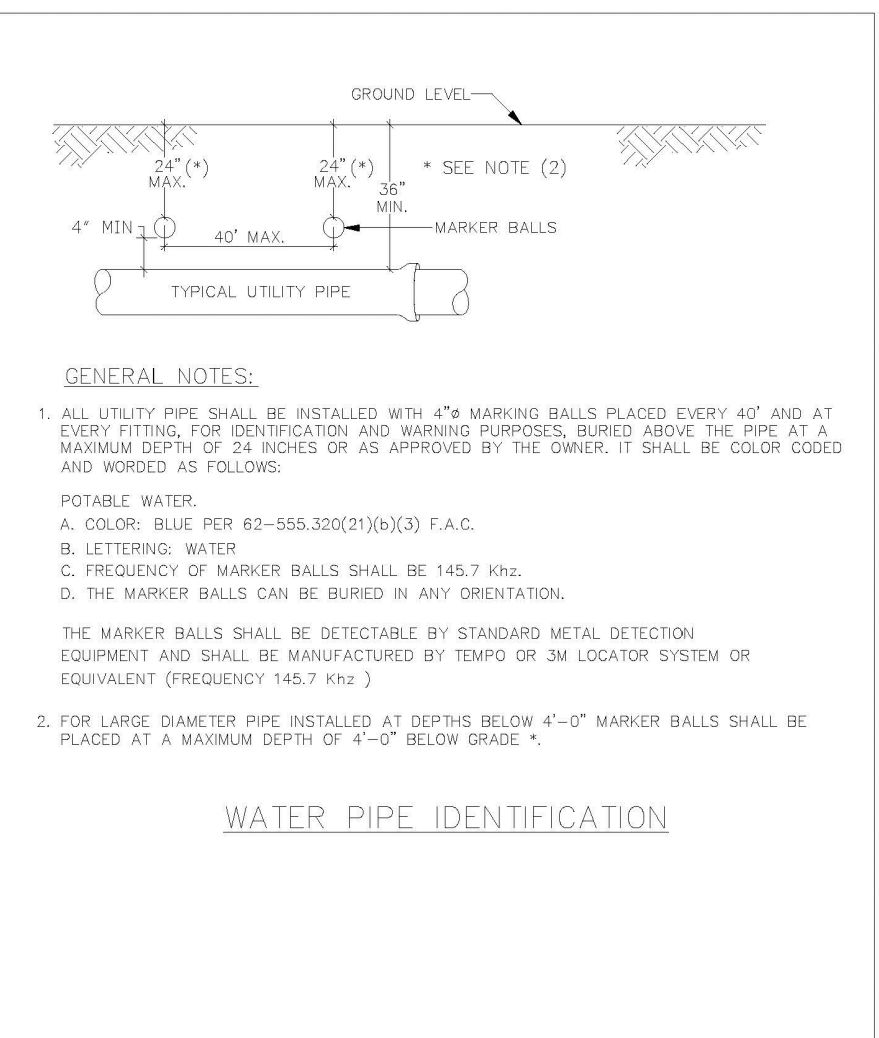 GROUND LEVEL
24" (*)
MAX.
24" (*)
MAX.
* SEE NOTE (2)
36"
MIN.
4" MIN
40' MAX.
MARKER BALLS
TYPICAL UTILITY PIPE
GENERAL NOTES:
1. ALL UTILITY PIPE SHALL BE INSTALLED WITH 4"ø MARKING BALLS PLACED EVERY 40' AND AT
EVERY FITTING, FOR IDENTIFICATION AND WARNING PURPOSES, BURIED ABOVE THE PIPE AT A
MAXIMUM DEPTH OF 24 INCHES OR AS APPROVED BY THE OWNER. IT SHALL BE COLOR CODED
AND WORDED AS FOLLOWS:
POTABLE WATER.
A. COLOR: BLUE PER 62-555.320(21)(b)(3) F.A.C.
B. LETTERING: WATER
C. FREQUENCY OF MARKER BALLS SHALL BE 145.7 Khz.
D. THE MARKER BALLS CAN BE BURIED IN ANY ORIENTATION.
THE MARKER BALLS SHALL BE DETECTABLE BY STANDARD METAL DETECTION
EQUIPMENT AND SHALL BE MANUFACTURED BY TEMPO OR 3M LOCATOR SYSTEM OR
EQUIVALENT (FREQUENCY 145.7 Khz )
2. FOR LARGE DIAMETER PIPE INSTALLED AT DEPTHS BELOW 4'-0" MARKER BALLS SHALL BE
PLACED AT A MAXIMUM DEPTH OF 4'-0" BELOW GRADE *.
WATER PIPE IDENTIFICATION